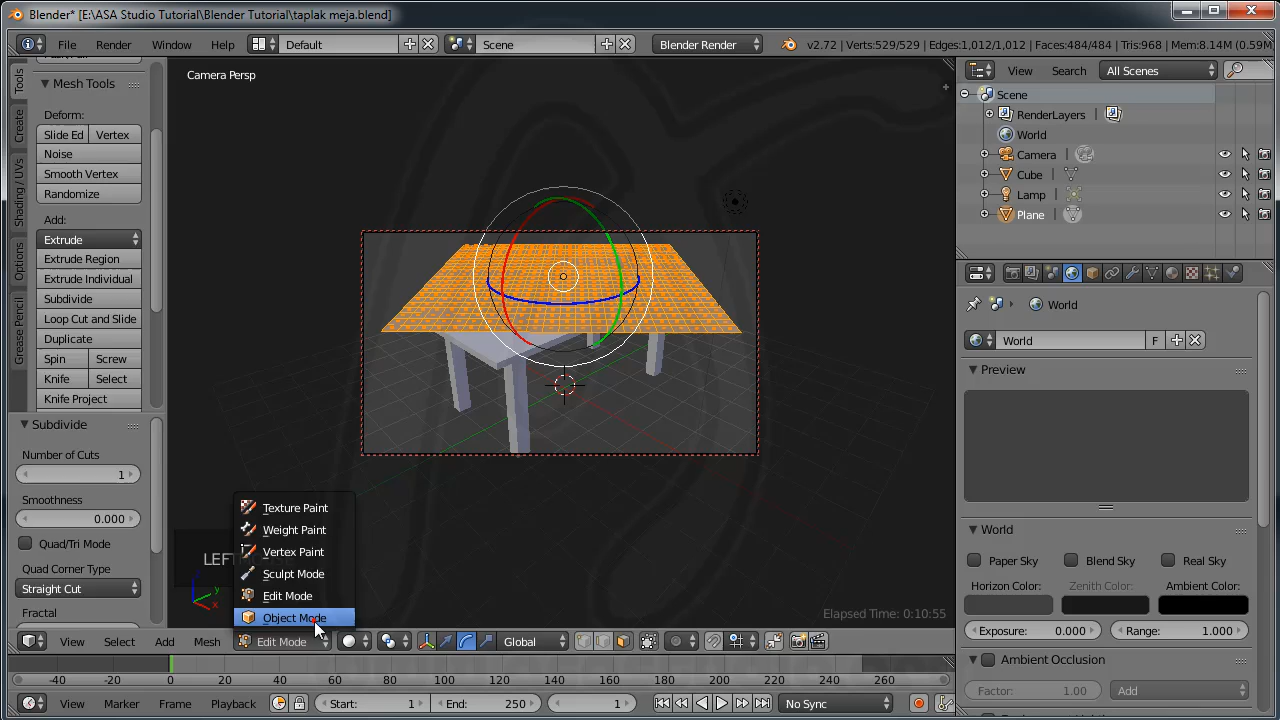 Blender* [E:\ASA Studio Tutorial\Blender Tutorial\taplak meja.blend]
File Render Window Help Default Scene Blender Render v2.72 | Verts:529/529 | Edges:1,012/1,012 | Faces:484/484 | Tris:968 | Mem:8.14M (0.59M
Tools
Create
Shading / UVs
Options
Grease Pencil
Mesh Tools
Deform:
Slide Ed Vertex
Noise
Smooth Vertex
Randomize
Add:
Extrude
Extrude Region
Extrude Individual
Subdivide
Loop Cut and Slide
Duplicate
Spin Screw
Knife Select
Knife Project
Subdivide
Number of Cuts
1
Smoothness
0.000
Quad/Tri Mode
Quad Corner Type
Straight Cut
Fractal
Camera Persp
LEFT
Texture Paint
Weight Paint
Vertex Paint
Sculpt Mode
Edit Mode
Object Mode
Elapsed Time: 0:10:55
View Select Add Mesh Edit Mode Global
-40 -20 0 20 40 60 80 100 120 140 160 180 200 220 240 260
View Marker Frame Playback Start: 1 End: 250 1 No Sync
View Search All Scenes
Scene
RenderLayers |
World
Camera |
Cube |
Lamp |
Plane |
World
World F
Preview
World
Paper Sky Blend Sky Real Sky
Horizon Color: Zenith Color: Ambient Color:
Exposure: 0.000 Range: 1.000
Ambient Occlusion
Factor: 1.00 Add